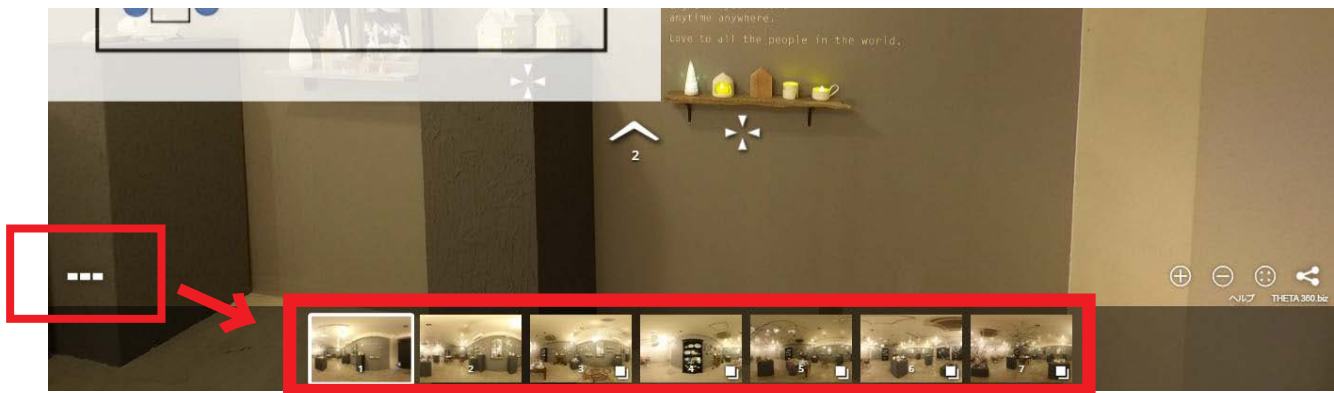 anytime anywhere.
Love to all the people in the world.
2
ヘルプ THETA 360.biz
1 2 3 4 5 6 7